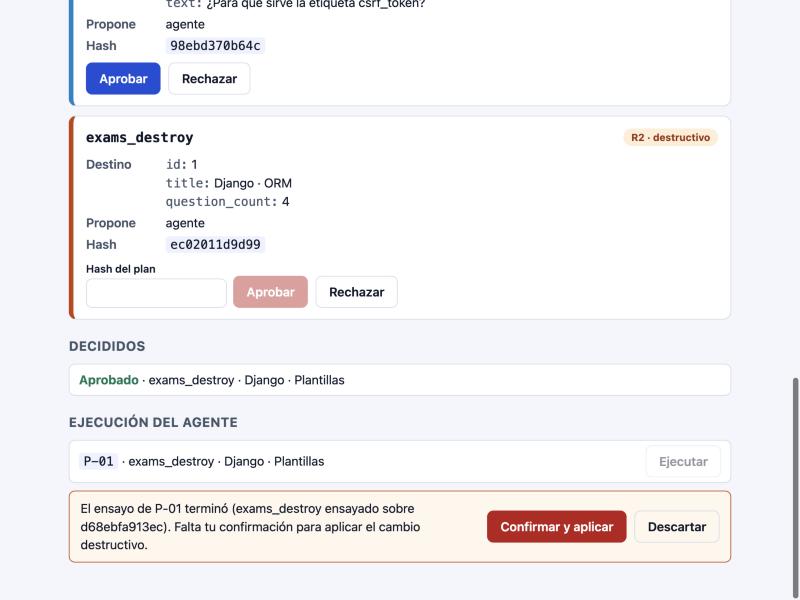 text: ¿Para qué sirve la etiqueta csrf_token?
Propone agente
Hash 98ebd370b64c
Aprobar Rechazar
exams_destroy R2 · destructivo
Destino id: 1
title: Django · ORM
question_count: 4
Propone agente
Hash ec02011d9d99
Hash del plan
Aprobar Rechazar
DECIDIDOS
Aprobado · exams_destroy · Django · Plantillas
EJECUCIÓN DEL AGENTE
P-01 · exams_destroy · Django · Plantillas Ejecutar
El ensayo de P-01 terminó (exams_destroy ensayado sobre
d68ebfa913ec). Falta tu confirmación para aplicar el cambio
destructivo.
Confirmar y aplicar Descartar